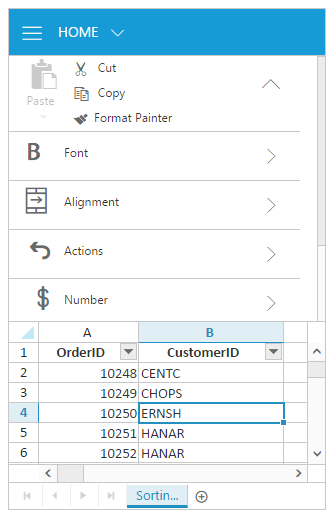 HOME
Cut
Paste
Copy
Format Painter
B Font
Alignment
Actions
$ Number
A B
1 OrderID CustomerID
2 10248 CENTC
3 10249 CHOPS
4 10250 ERNSH
5 10251 HANAR
6 10252 HANAR
Sortin...